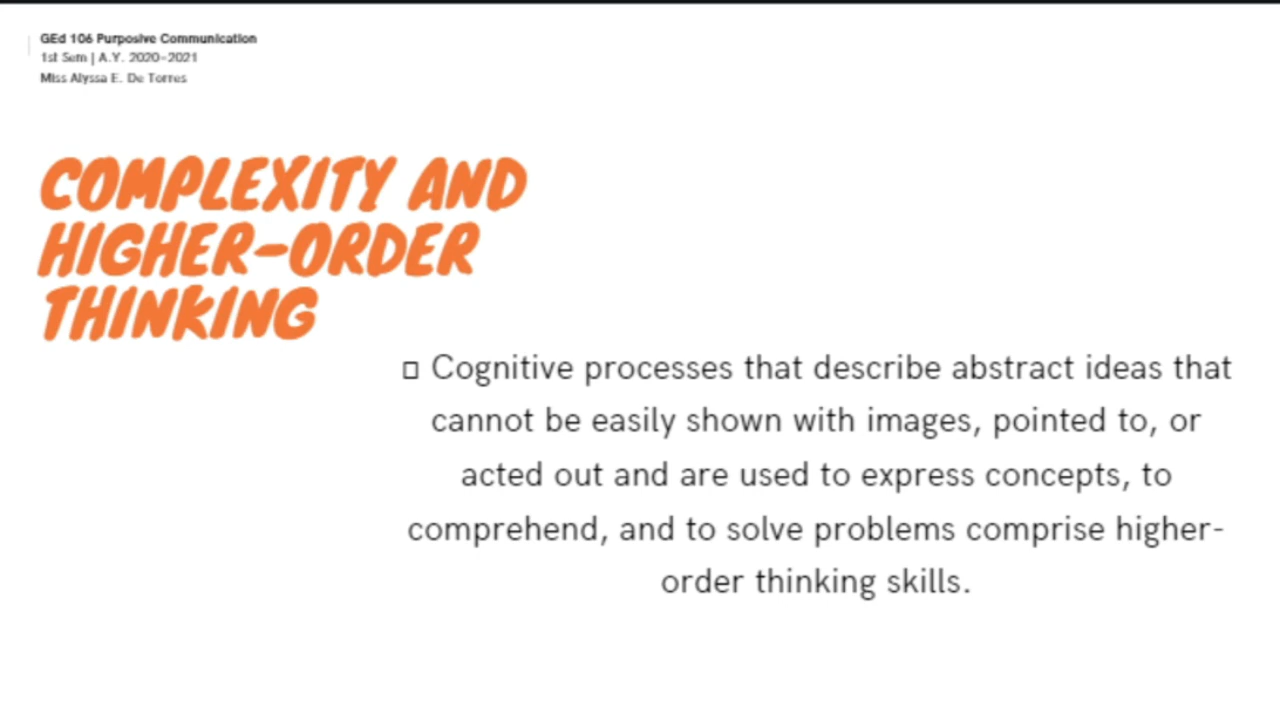 GEd 106 Purposive Communication
1st Sem | A.Y. 2020-2021
Miss Alyssa E. De Torres
COMPLEXITY AND
HIGHER-ORDER
THINKING
□ Cognitive processes that describe abstract ideas that
cannot be easily shown with images, pointed to, or
acted out and are used to express concepts, to
comprehend, and to solve problems comprise higher-
order thinking skills.